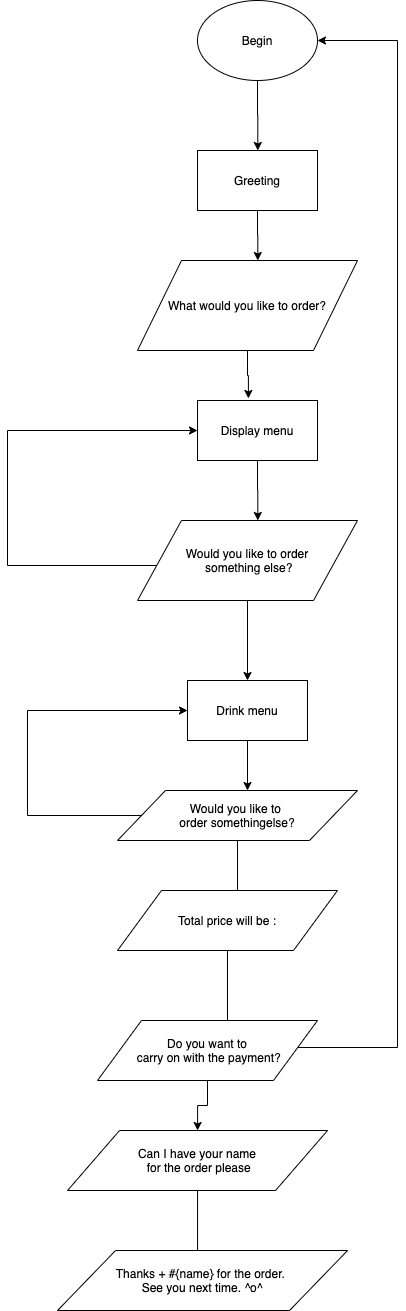 Begin
Greeting
What would you like to order?
Display menu
Would you like to order
something else?
Drink menu
Would you like to
order somethingelse?
Total price will be :
Do you want to
carry on with the payment?
Can I have your name
for the order please
Thanks + #{name} for the order.
See you next time. ^o^